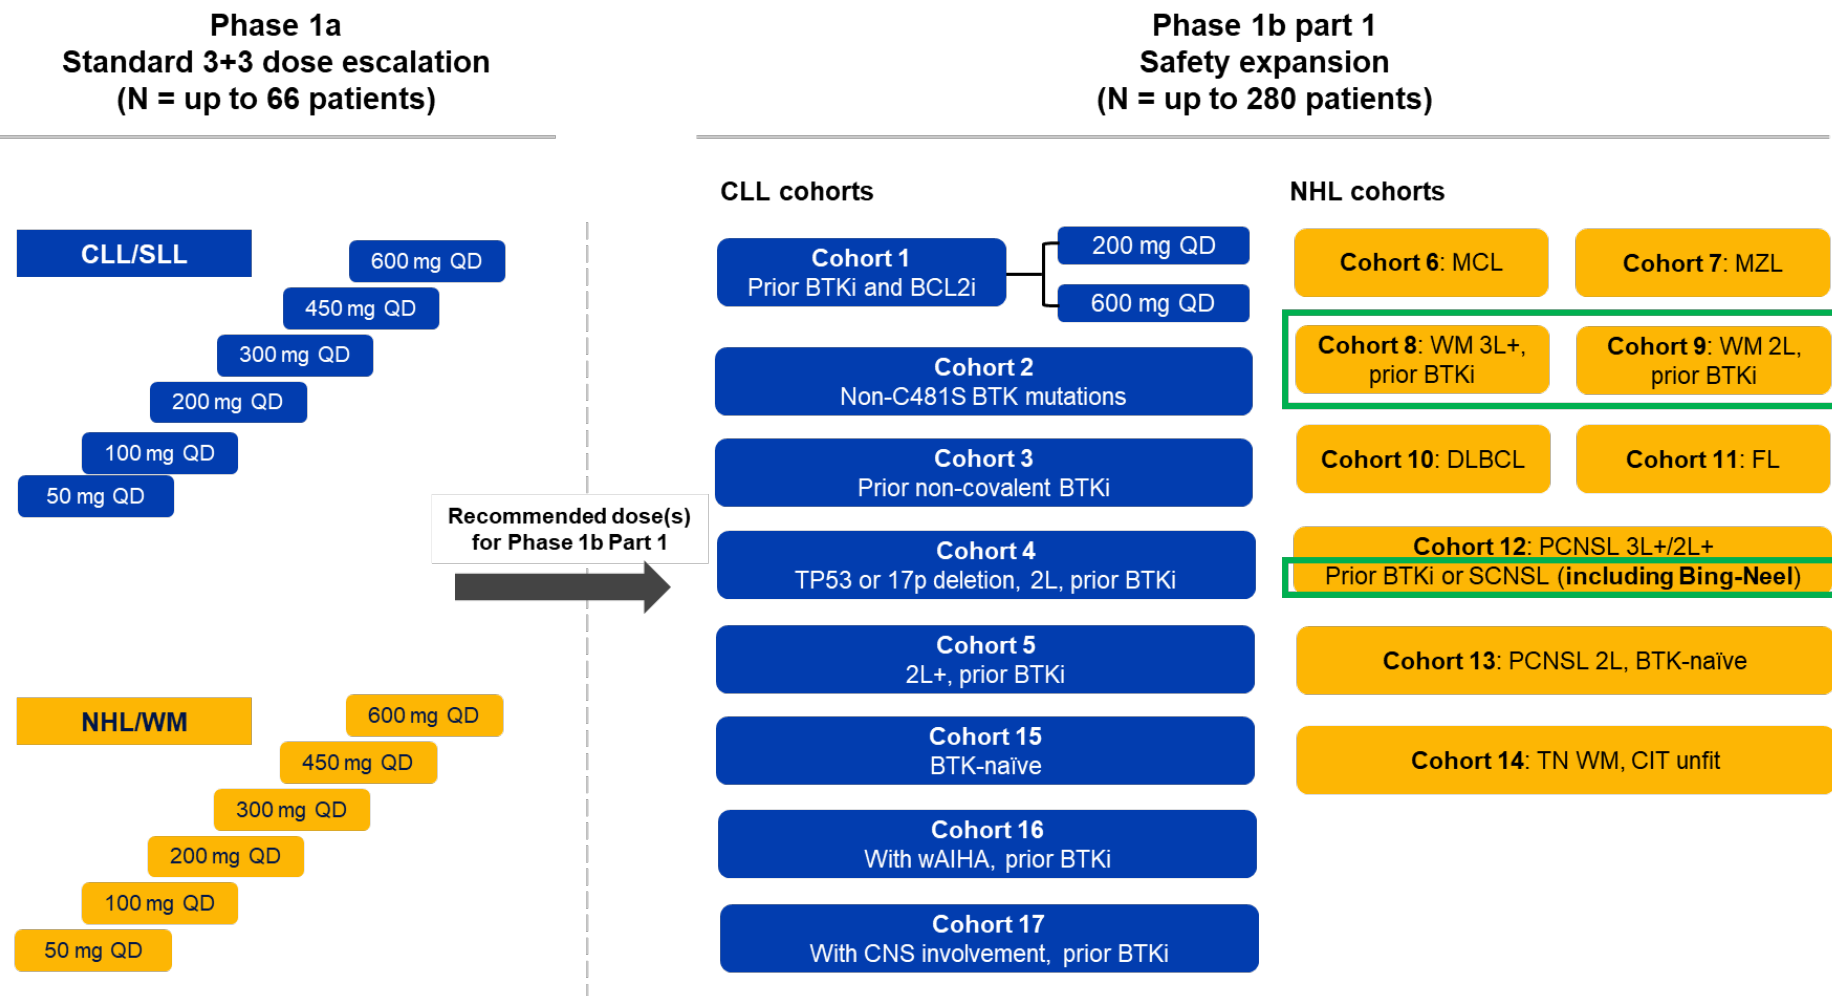 Phase 1a
Standard 3+3 dose escalation
(N = up to 66 patients)
CLL/SLL
600 mg QD
450 mg QD
300 mg QD
200 mg QD
100 mg QD
50 mg QD
NHL/WM
600 mg QD
450 mg QD
300 mg QD
200 mg QD
100 mg QD
50 mg QD
Recommended dose(s)
for Phase 1b Part 1
Phase 1b part 1
Safety expansion
(N = up to 280 patients)
CLL cohorts
Cohort 1
Prior BTKi and BCL2i
200 mg QD
600 mg QD
Cohort 2
Non-C481S BTK mutations
Cohort 3
Prior non-covalent BTKi
Cohort 4
TP53 or 17p deletion, 2L, prior BTKi
Cohort 5
2L+, prior BTKi
Cohort 15
BTK-naïve
Cohort 16
With wAIHA, prior BTKi
Cohort 17
With CNS involvement, prior BTKi
NHL cohorts
Cohort 6: MCL
Cohort 7: MZL
Cohort 8: WM 3L+,
prior BTKi
Cohort 9: WM 2L,
prior BTKi
Cohort 10: DLBCL
Cohort 11: FL
Cohort 12: PCNSL 3L+/2L+
Prior BTKi or SCNSL (including Bing-Neel)
Cohort 13: PCNSL 2L, BTK-naïve
Cohort 14: TN WM, CIT unfit